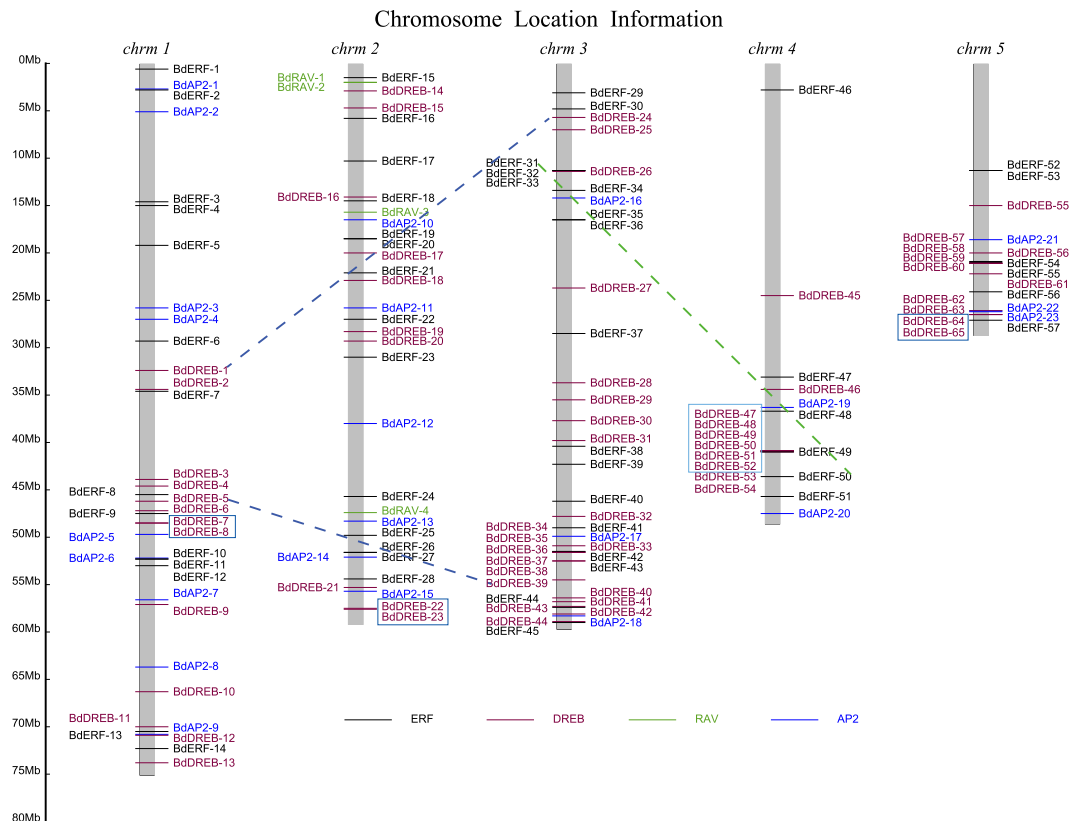 Chromosome Location Information
chrm 1
chrm 2
chrm 3
chrm 4
chrm 5
0Mb
5Mb
10Mb
15Mb
20Mb
25Mb
30Mb
35Mb
40Mb
45Mb
50Mb
55Mb
60Mb
65Mb
70Mb
75Mb
80Mb
BdERF-1
BdAP2-1
BdERF-2
BdAP2-2
BdERF-3
BdERF-4
BdERF-5
BdAP2-3
BdAP2-4
BdERF-6
BdDREB-1
BdDREB-2
BdERF-7
BdDREB-3
BdDREB-4
BdERF-8
BdDREB-5
BdDREB-6
BdERF-9
BdDREB-7
BdDREB-8
BdAP2-5
BdERF-10
BdAP2-6
BdERF-11
BdERF-12
BdAP2-7
BdDREB-9
BdAP2-8
BdDREB-10
BdDREB-11
BdAP2-9
BdERF-13
BdDREB-12
BdERF-14
BdDREB-13
BdRAV-1
BdRAV-2
BdERF-15
BdDREB-14
BdDREB-15
BdERF-16
BdERF-17
BdDREB-16
BdERF-18
BdRAV-3
BdAP2-10
BdERF-19
BdERF-20
BdDREB-17
BdERF-21
BdDREB-18
BdAP2-11
BdERF-22
BdDREB-19
BdDREB-20
BdERF-23
BdAP2-12
BdERF-24
BdRAV-4
BdAP2-13
BdERF-25
BdERF-26
BdAP2-14
BdERF-27
BdERF-28
BdDREB-21
BdAP2-15
BdDREB-22
BdDREB-23
BdERF-29
BdERF-30
BdDREB-24
BdDREB-25
BdERF-31
BdERF-32
BdERF-33
BdDREB-26
BdERF-34
BdAP2-16
BdERF-35
BdERF-36
BdDREB-27
BdERF-37
BdDREB-28
BdDREB-29
BdDREB-30
BdDREB-31
BdERF-38
BdERF-39
BdERF-40
BdDREB-32
BdDREB-34
BdERF-41
BdDREB-35
BdAP2-17
BdDREB-36
BdDREB-33
BdDREB-37
BdERF-42
BdDREB-38
BdERF-43
BdDREB-39
BdDREB-40
BdERF-44
BdDREB-41
BdDREB-43
BdDREB-42
BdDREB-44
BdAP2-18
BdERF-45
BdERF-46
BdDREB-45
BdERF-47
BdDREB-46
BdAP2-19
BdERF-48
BdDREB-47
BdDREB-48
BdDREB-49
BdDREB-50
BdDREB-51
BdDREB-52
BdDREB-53
BdDREB-54
BdERF-49
BdERF-50
BdERF-51
BdAP2-20
BdERF-52
BdERF-53
BdDREB-55
BdDREB-57
BdDREB-58
BdDREB-59
BdDREB-60
BdAP2-21
BdDREB-56
BdERF-54
BdERF-55
BdDREB-61
BdERF-56
BdDREB-62
BdDREB-63
BdDREB-64
BdDREB-65
BdAP2-22
BdAP2-23
BdERF-57
ERF
DREB
RAV
AP2